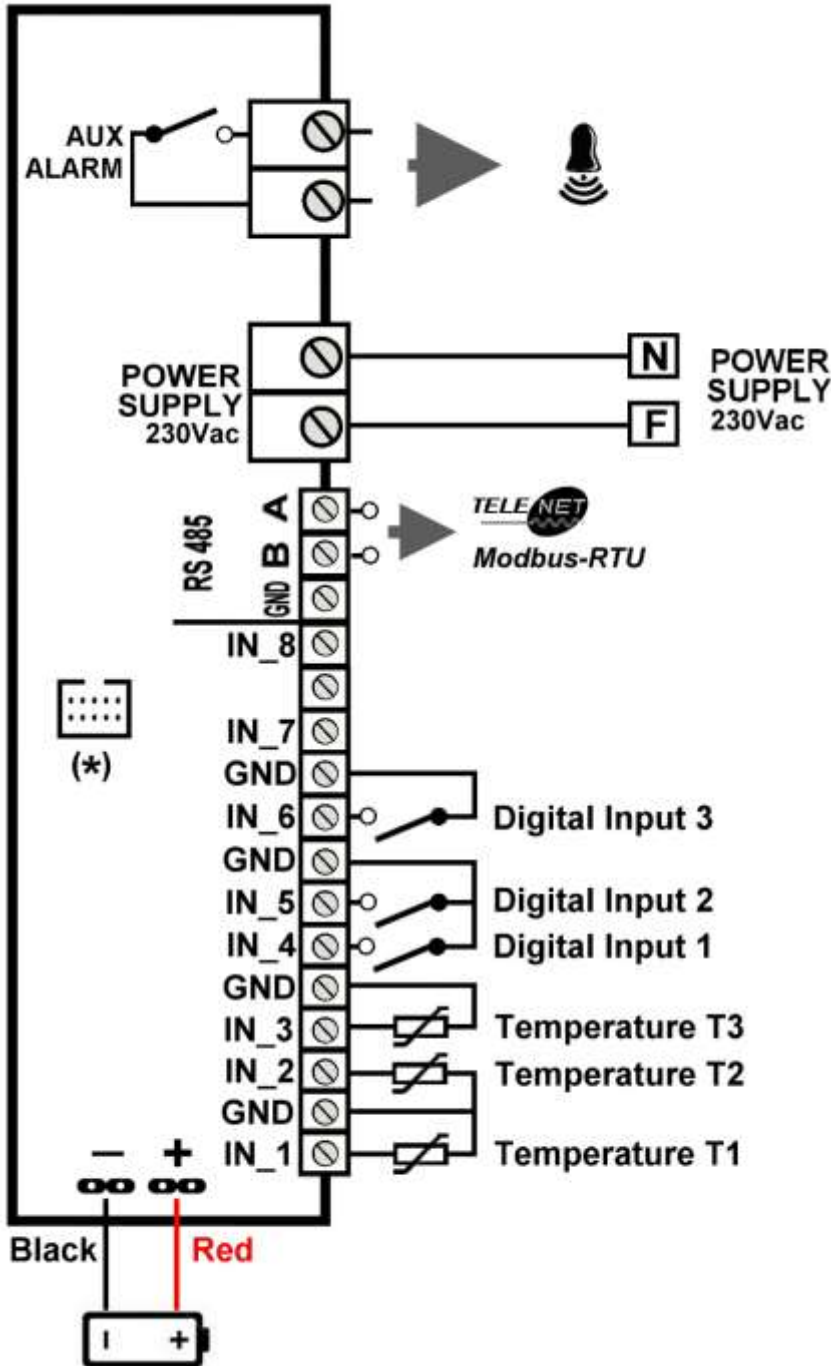 AUX
ALARM
POWER
SUPPLY
230Vac
N
F
POWER
SUPPLY
230Vac
RS 485
A
B
GND
TELE NET
Modbus-RTU
IN_8
IN_7
GND
IN_6
Digital Input 3
GND
IN_5
Digital Input 2
IN_4
Digital Input 1
GND
IN_3
Temperature T3
IN_2
Temperature T2
GND
IN_1
Temperature T1
(*)
– +
Black
Red
– +